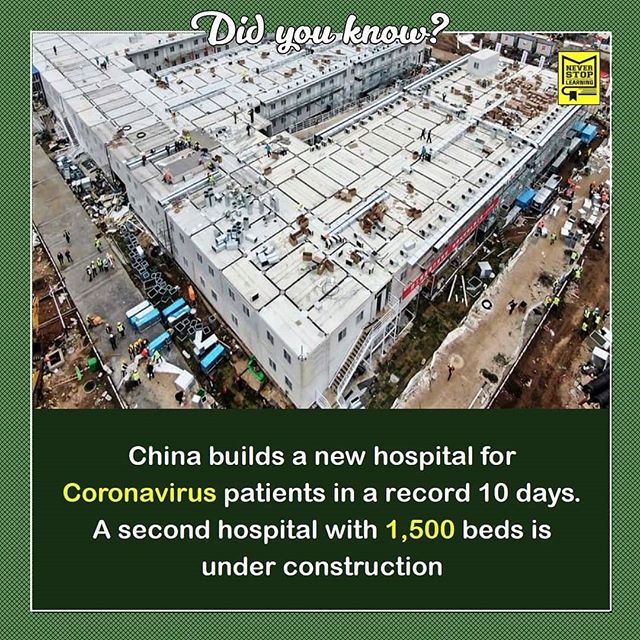 Did you know?
NEVER
STOP
LEARNING
China builds a new hospital for
Coronavirus patients in a record 10 days.
A second hospital with 1,500 beds is
under construction